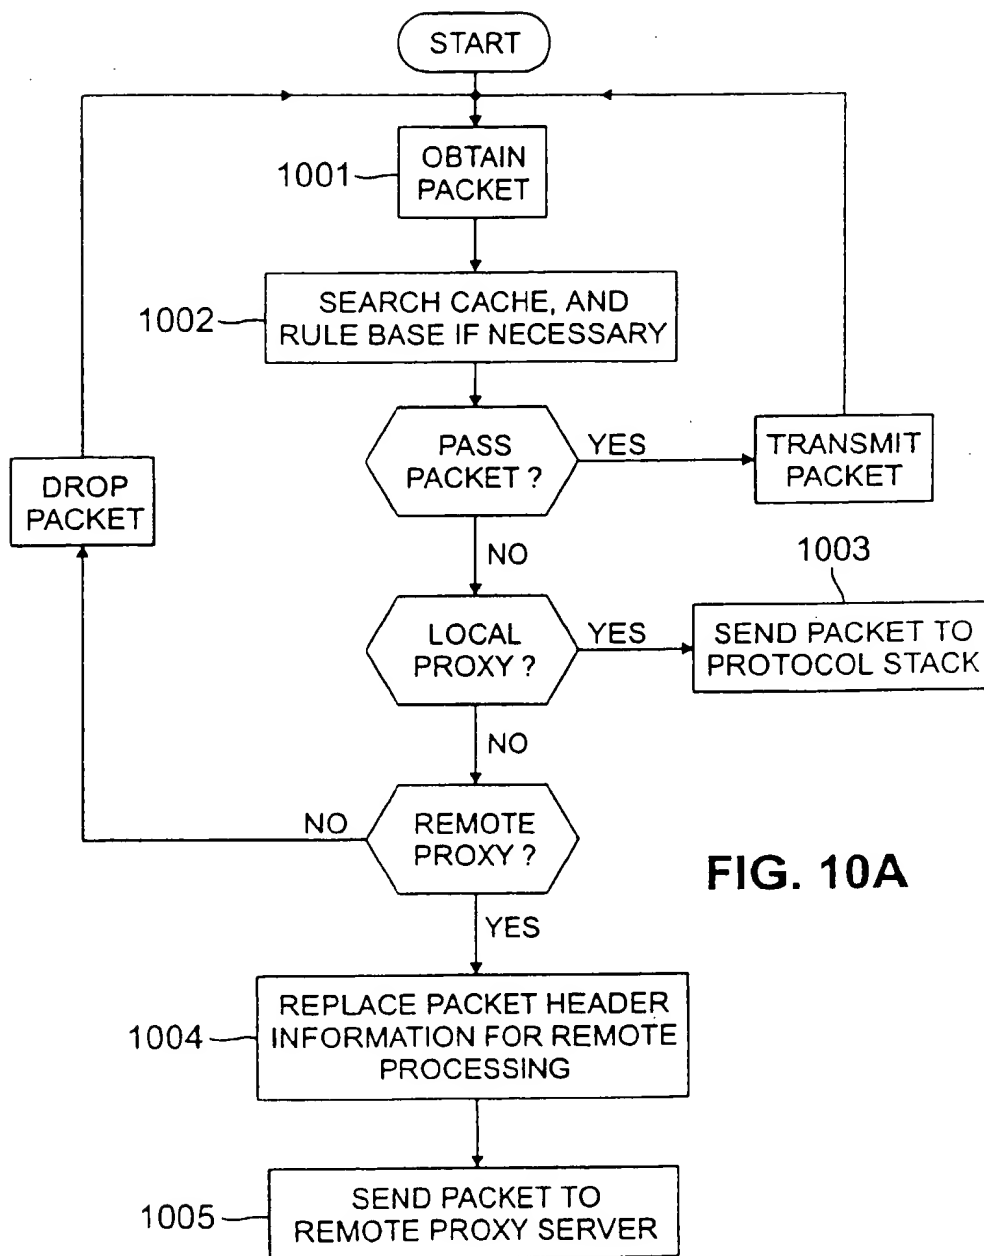 START
1001
OBTAIN
PACKET
1002
SEARCH CACHE, AND
RULE BASE IF NECESSARY
PASS
PACKET ?
YES
TRANSMIT
PACKET
DROP
PACKET
NO
1003
LOCAL
PROXY ?
YES
SEND PACKET TO
PROTOCOL STACK
NO
NO
REMOTE
PROXY ?
FIG. 10A
YES
1004
REPLACE PACKET HEADER
INFORMATION FOR REMOTE
PROCESSING
1005
SEND PACKET TO
REMOTE PROXY SERVER